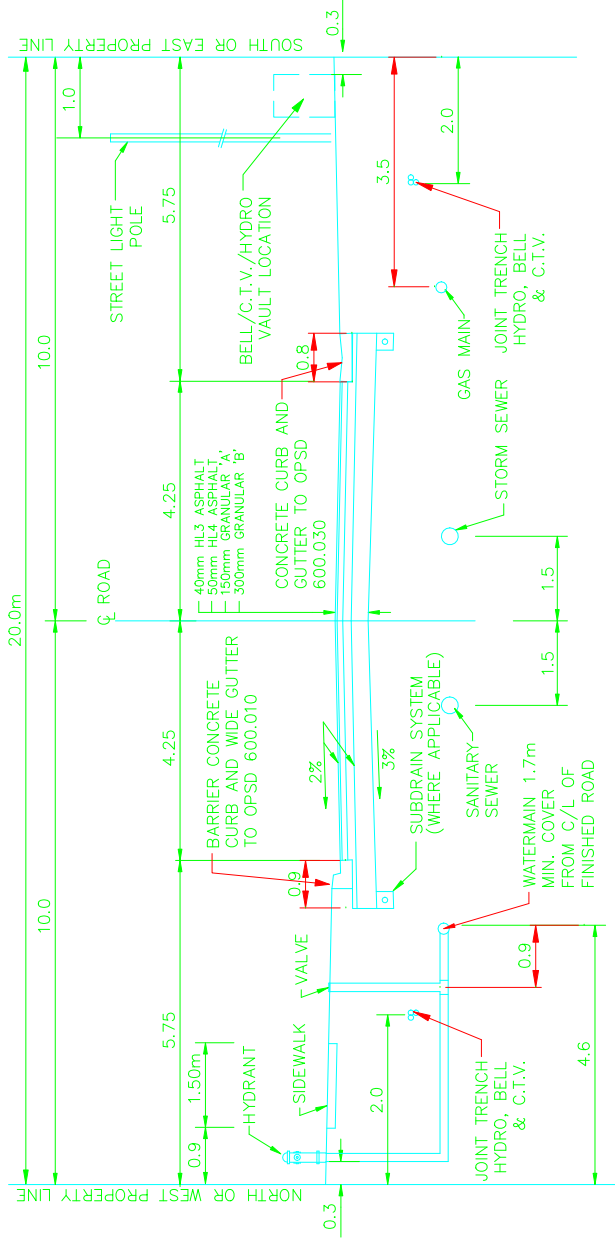 20.0m
10.0
10.0
5.75
4.25
4.25
5.75
1.0
NORTH OR WEST PROPERTY LINE
SOUTH OR EAST PROPERTY LINE
0.9
1.50m
HYDRANT
SIDEWALK
VALVE
BARRIER CONCRETE
CURB AND WIDE GUTTER
TO OPSD 600.010
℄ ROAD
40mm HL3 ASPHALT
50mm HL4 ASPHALT
150mm GRANULAR 'A'
300mm GRANULAR 'B'
CONCRETE CURB AND
GUTTER TO OPSD
600.030
STREET LIGHT
POLE
BELL/C.T.V./HYDRO
VAULT LOCATION
0.3
0.3
2%
3%
0.9
0.8
SUBDRAIN SYSTEM
(WHERE APPLICABLE)
2.0
3.5
2.0
JOINT TRENCH
HYDRO, BELL
& C.T.V.
0.9
4.6
WATERMAIN 1.7m
MIN. COVER
FROM C/L OF
FINISHED ROAD
SANITARY
SEWER
1.5
1.5
STORM SEWER
GAS MAIN
JOINT TRENCH
HYDRO, BELL
& C.T.V.